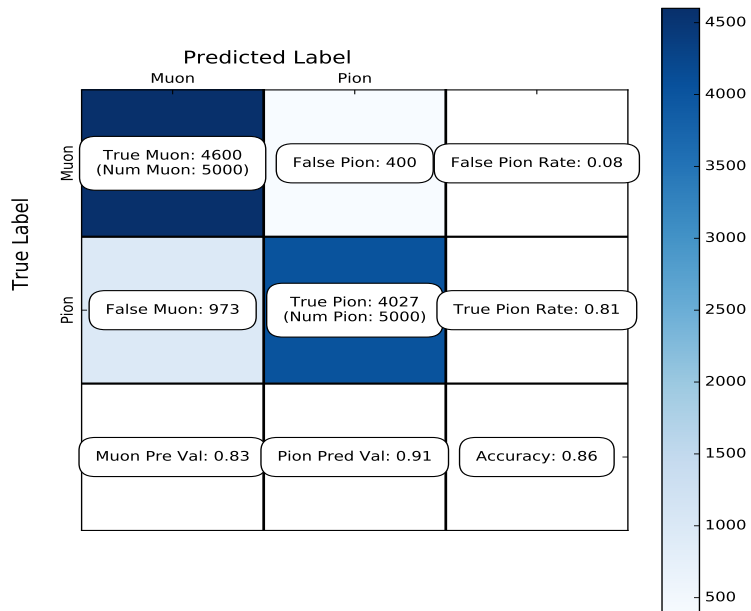 Predicted Label
Muon
Pion
True Label
Muon
True Muon: 4600
(Num Muon: 5000)
False Pion: 400
False Pion Rate: 0.08
Pion
False Muon: 973
True Pion: 4027
(Num Pion: 5000)
True Pion Rate: 0.81
Muon Pre Val: 0.83
Pion Pred Val: 0.91
Accuracy: 0.86
4500
4000
3500
3000
2500
2000
1500
1000
500